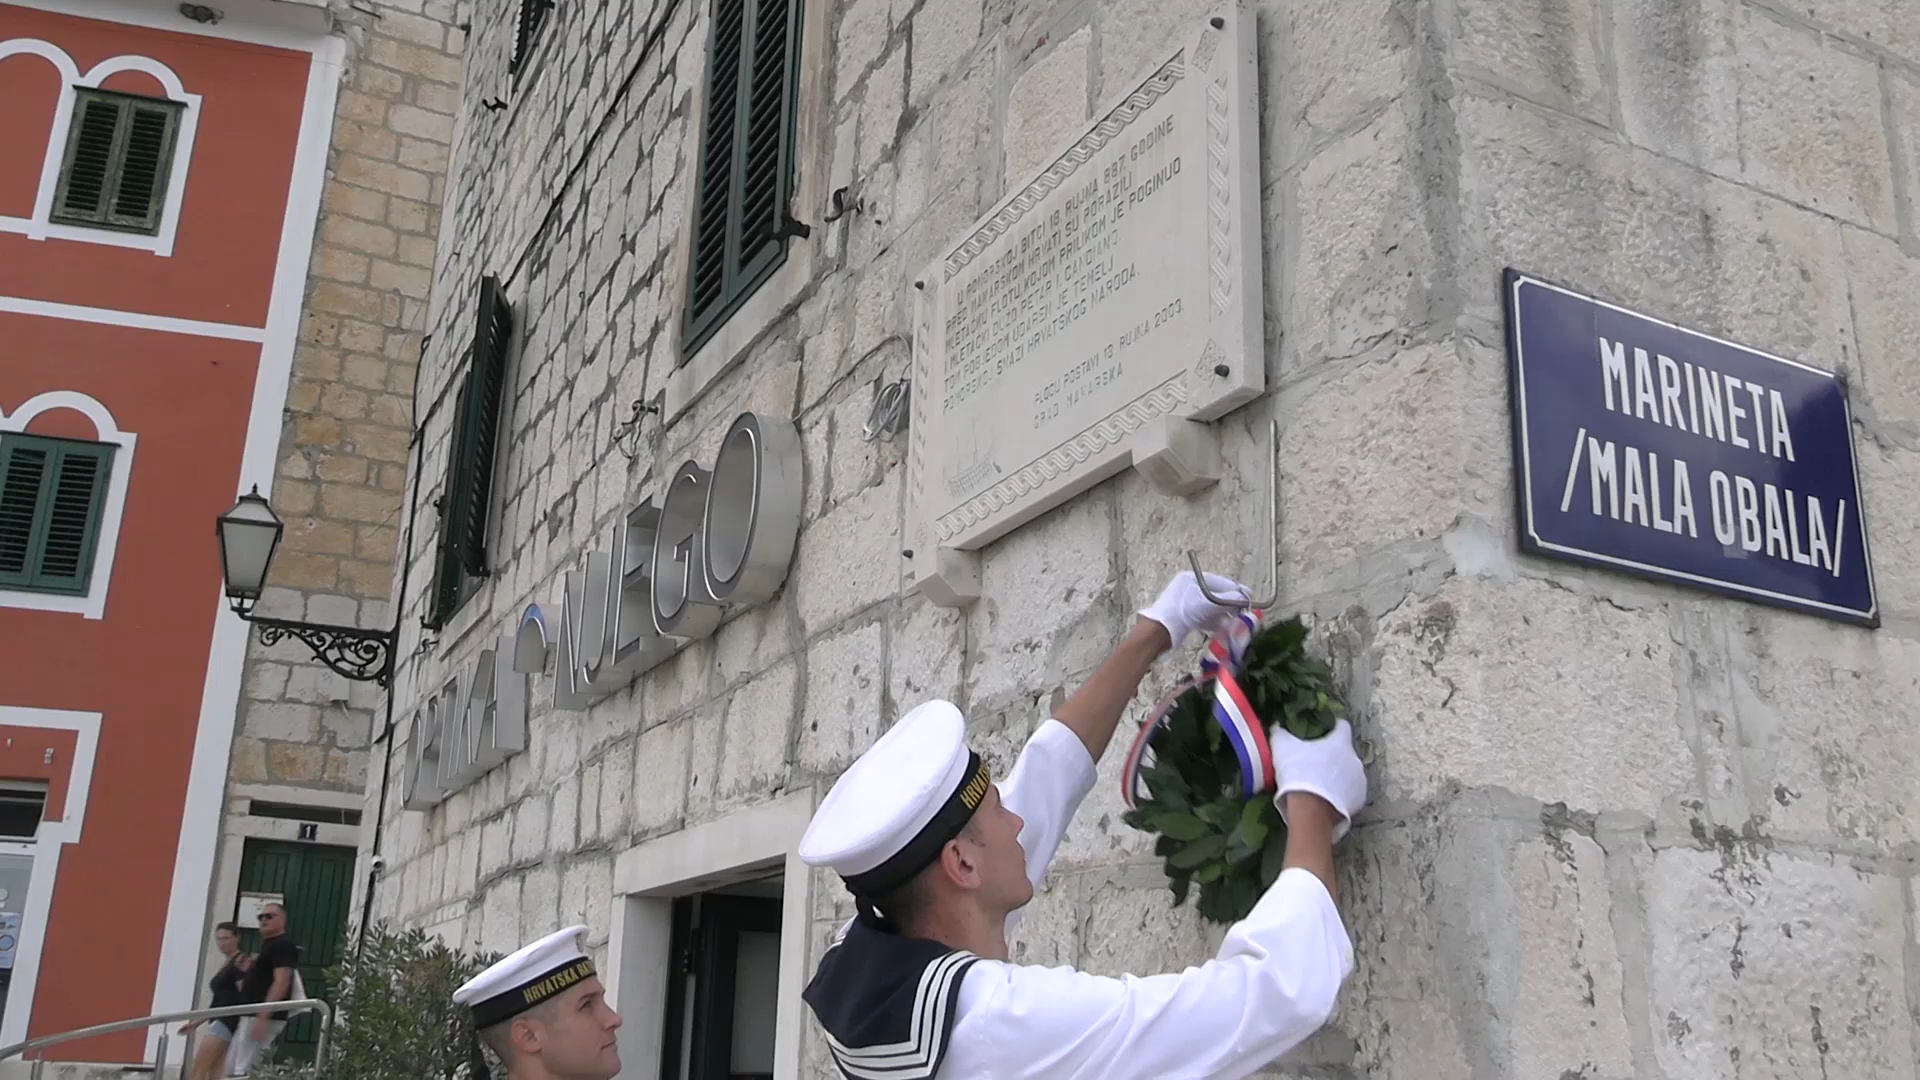 U POMORSKOJ BITCI 18. RUJNA 887. GODINE
PRED MAKARSKOM HRVATI SU PORAZILI
MLETAČKU FLOTU KOJOM PRILIKOM JE POGINUO
I MLETAČKI DUŽD PETAR I. CANDIANO.
TOM POBJEDOM UDAREN JE TEMELJ
POMORSKOJ SNAZI HRVATSKOG NARODA.
PLOČU POSTAVI 13. RUJNA 2003.
GRAD MAKARSKA
MARINETA
/MALA OBALA/
OPTIKA NJEGO
HRVATSKA
1